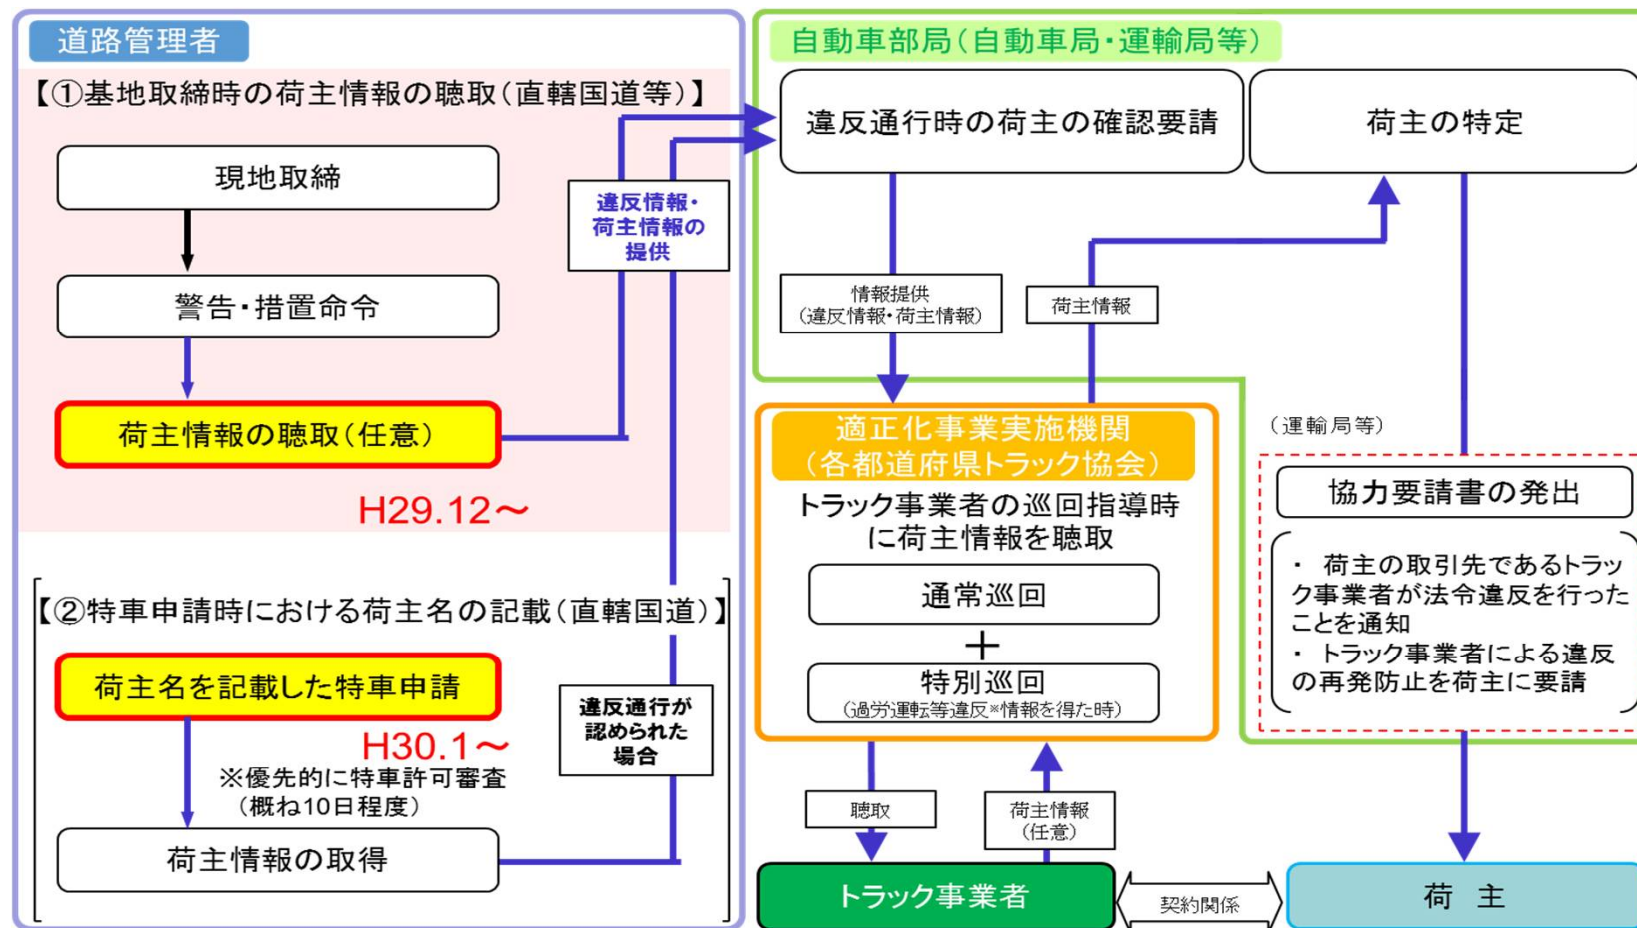 道路管理者
【①基地取締時の荷主情報の聴取（直轄国道等）】
現地取締
警告・措置命令
荷主情報の聴取（任意）
H29.12～
違反情報・
荷主情報の
提供
【②特車申請時における荷主名の記載（直轄国道）】
荷主名を記載した特車申請
H30.1～
※優先的に特車許可審査
（概ね10日程度）
荷主情報の取得
違反通行が
認められた
場合
自動車部局（自動車局・運輸局等）
違反通行時の荷主の確認要請
荷主の特定
情報提供
（違反情報・荷主情報）
荷主情報
適正化事業実施機関
（各都道府県トラック協会）
トラック事業者の巡回指導時
に荷主情報を聴取
通常巡回
＋
特別巡回
（過労運転等違反※情報を得た時）
聴取
荷主情報
（任意）
（運輸局等）
協力要請書の発出
・ 荷主の取引先であるトラッ
ク事業者が法令違反を行った
ことを通知
・ トラック事業者による違反
の再発防止を荷主に要請
トラック事業者
契約関係
荷 主